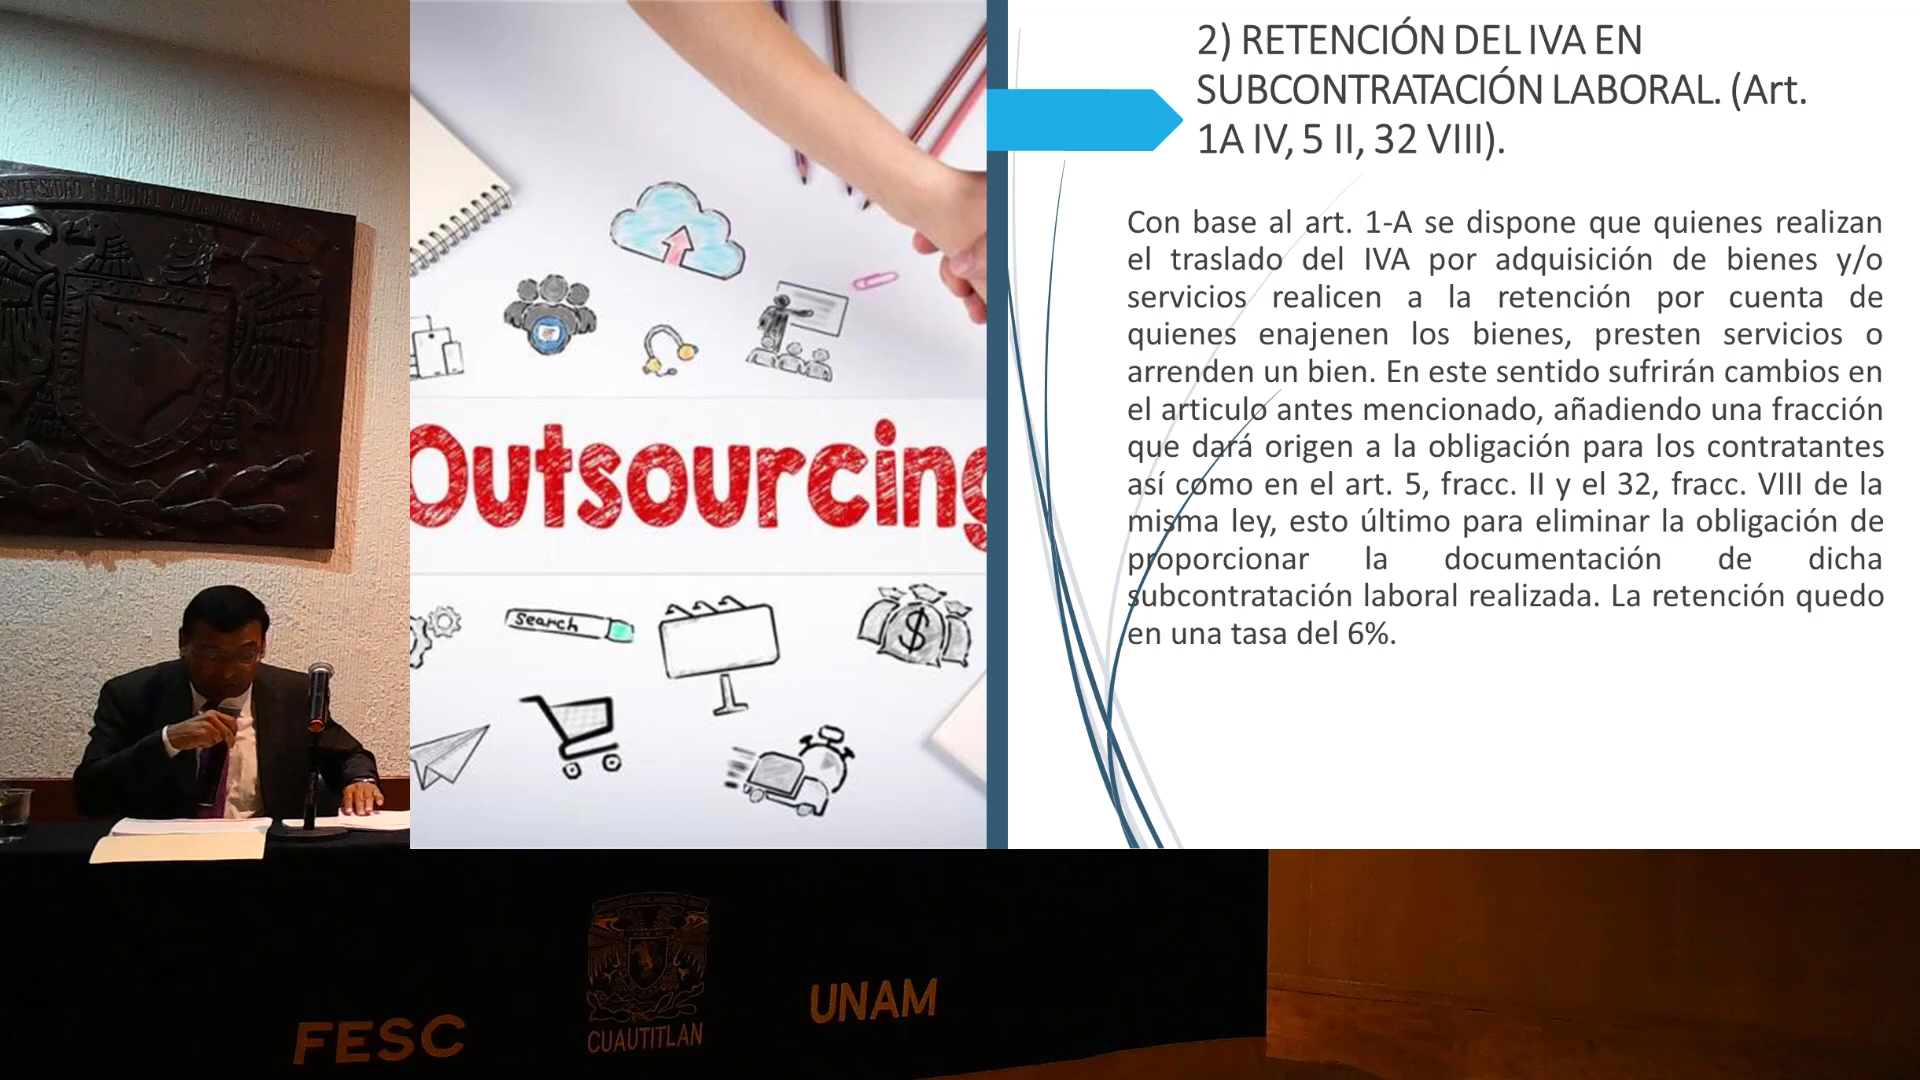 2) RETENCIÓN DEL IVA EN
SUBCONTRATACIÓN LABORAL. (Art.
1A IV, 5 II, 32 VIII).
Con base al art. 1-A se dispone que quienes realizan
el traslado del IVA por adquisición de bienes y/o
servicios realicen a la retención por cuenta de
quienes enajenen los bienes, presten servicios o
arrenden un bien. En este sentido sufrirán cambios en
el articulo antes mencionado, añadiendo una fracción
que dará origen a la obligación para los contratantes
así como en el art. 5, fracc. II y el 32, fracc. VIII de la
misma ley, esto último para eliminar la obligación de
proporcionar la documentación de dicha
subcontratación laboral realizada. La retención quedo
en una tasa del 6%.
Outsourcing
search
$
FESC
CUAUTITLAN
UNAM